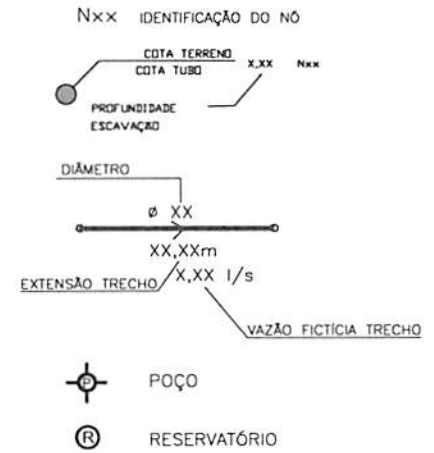 Nxx IDENTIFICAÇÃO DO NÓ
COTA TERRENO
COTA TUBO
X,XX Nxx
PROFUNDIDADE
ESCAVAÇÃO
DIÂMETRO
Ø XX
XX,XXm
EXTENSÃO TRECHO
X,XX l/s
VAZÃO FICTÍCIA TRECHO
P POÇO
R RESERVATÓRIO